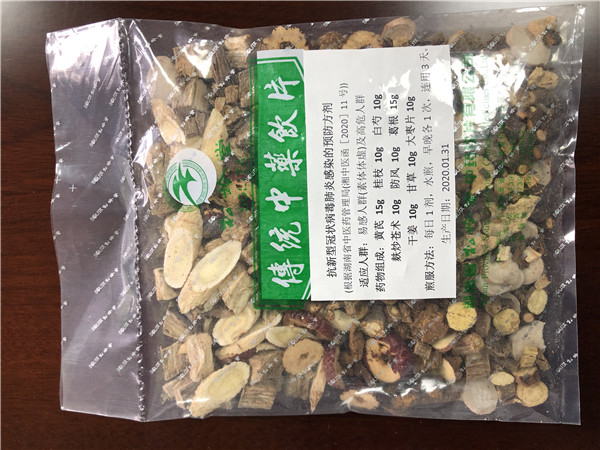 傳统中藥飲片
抗新型冠状病毒肺炎感染的预防方剂
(根据湖南省中医药管理局(湘中医函［2020］11号))
适应人群：易感人群(素体体虚)及高危人群
药物组成：黄芪 15g 桂枝 10g 白芍 10g
麸炒苍术 10g 防风 10g 葛根 15g
干姜 10g 甘草 10g 大枣片 10g
煎服方法：每日 1 剂，水煎，早晚各 1 次，连用 3 天。
生产日期：2020.01.31